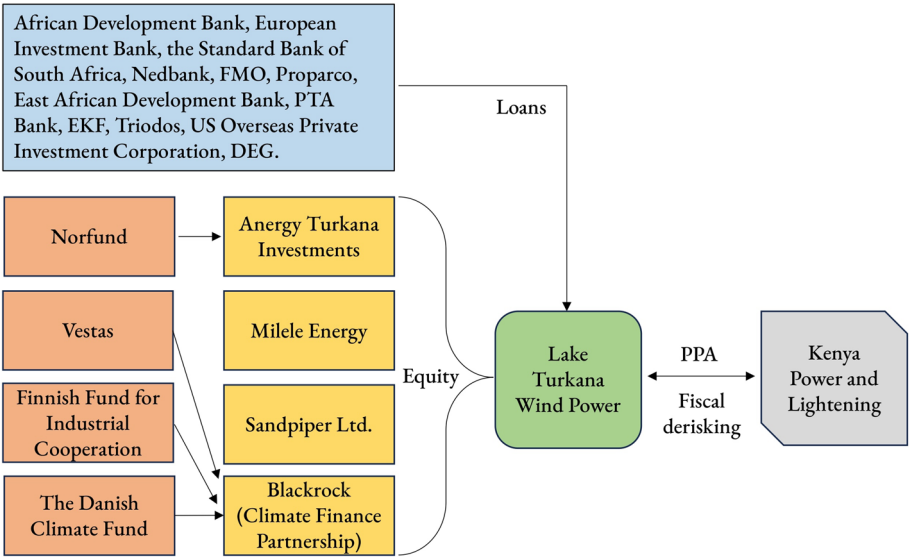 African Development Bank, European
Investment Bank, the Standard Bank of
South Africa, Nedbank, FMO, Proparco,
East African Development Bank, PTA
Bank, EKF, Triodos, US Overseas Private
Investment Corporation, DEG.
Loans
Norfund
Anergy Turkana
Investments
Vestas
Milele Energy
Finnish Fund for
Industrial
Cooperation
Sandpiper Ltd.
The Danish
Climate Fund
Blackrock
(Climate Finance
Partnership)
Equity
Lake
Turkana
Wind Power
PPA
Fiscal
derisking
Kenya
Power and
Lightening